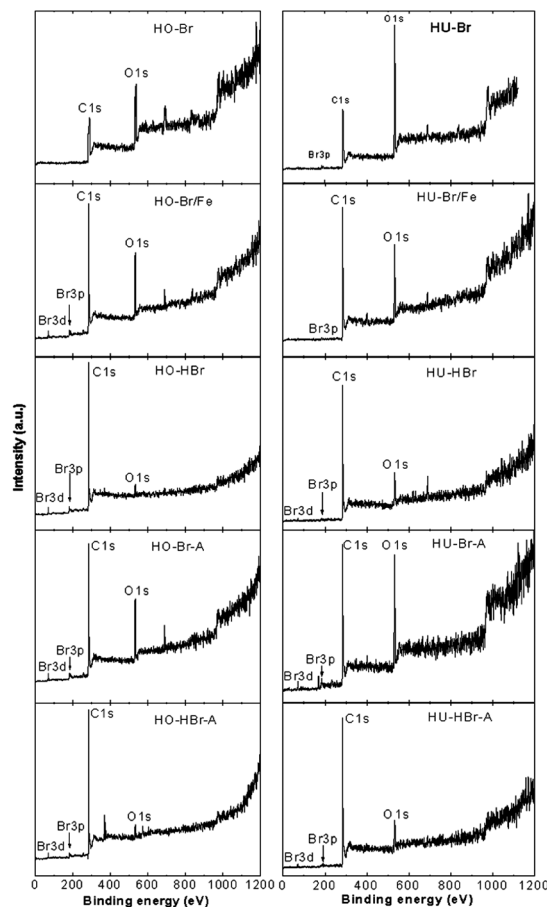 HO-Br
C1s
O1s
HU-Br
O1s
C1s
Br3p
HO-Br/Fe
C1s
O1s
Br3p
Br3d
HU-Br/Fe
C1s
O1s
Br3p
HO-HBr
C1s
Br3p
Br3d
O1s
HU-HBr
C1s
Br3p
Br3d
O1s
HO-Br-A
C1s
O1s
Br3p
Br3d
HU-Br-A
C1s
O1s
Br3p
Br3d
HO-HBr-A
C1s
Br3p
Br3d
O1s
HU-HBr-A
C1s
Br3p
Br3d
O1s
Intensity (a.u.)
0 200 400 600 800 1000 1200
0 200 400 600 800 1000 1200
Binding energy (eV)
Binding energy (eV)